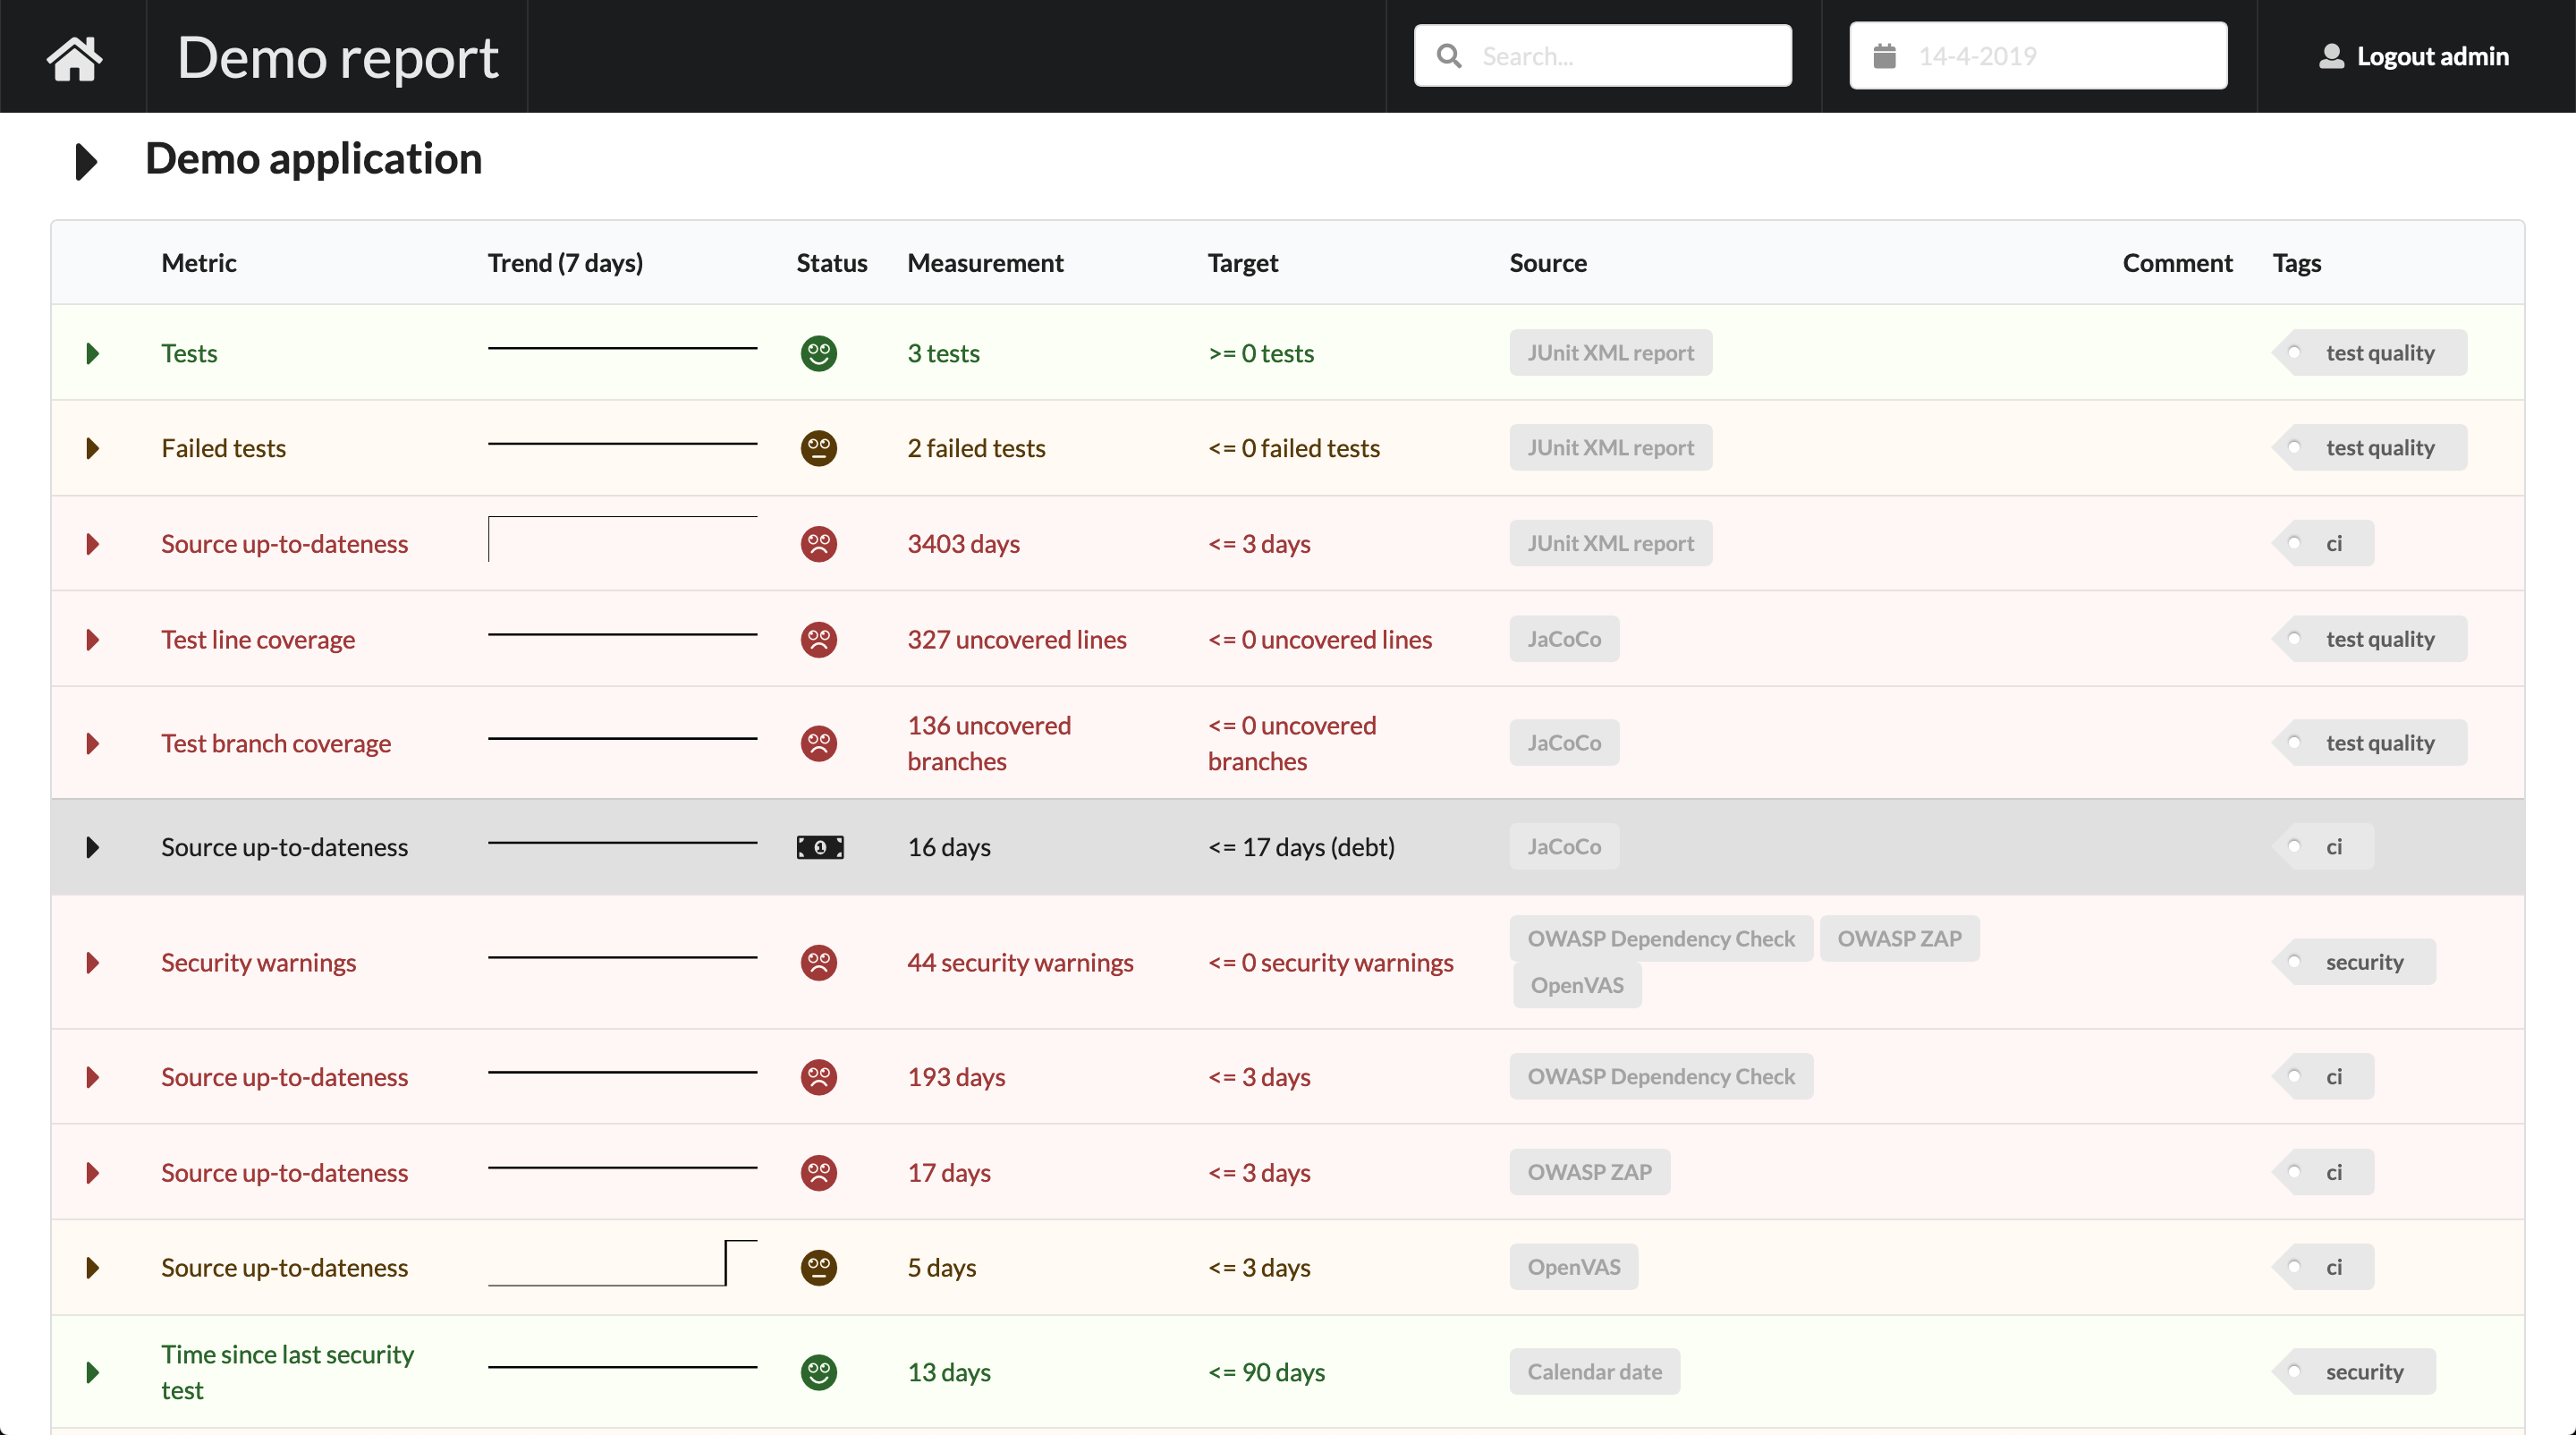 Demo report
Search...
14-4-2019
Logout admin
Demo application
Metric Trend (7 days) Status Measurement Target Source Comment Tags
Tests 3 tests >= 0 tests JUnit XML report test quality
Failed tests 2 failed tests <= 0 failed tests JUnit XML report test quality
Source up-to-dateness 3403 days <= 3 days JUnit XML report ci
Test line coverage 327 uncovered lines <= 0 uncovered lines JaCoCo test quality
Test branch coverage 136 uncovered branches <= 0 uncovered branches JaCoCo test quality
Source up-to-dateness 16 days <= 17 days (debt) JaCoCo ci
Security warnings 44 security warnings <= 0 security warnings OWASP Dependency Check OWASP ZAP OpenVAS security
Source up-to-dateness 193 days <= 3 days OWASP Dependency Check ci
Source up-to-dateness 17 days <= 3 days OWASP ZAP ci
Source up-to-dateness 5 days <= 3 days OpenVAS ci
Time since last security test 13 days <= 90 days Calendar date security